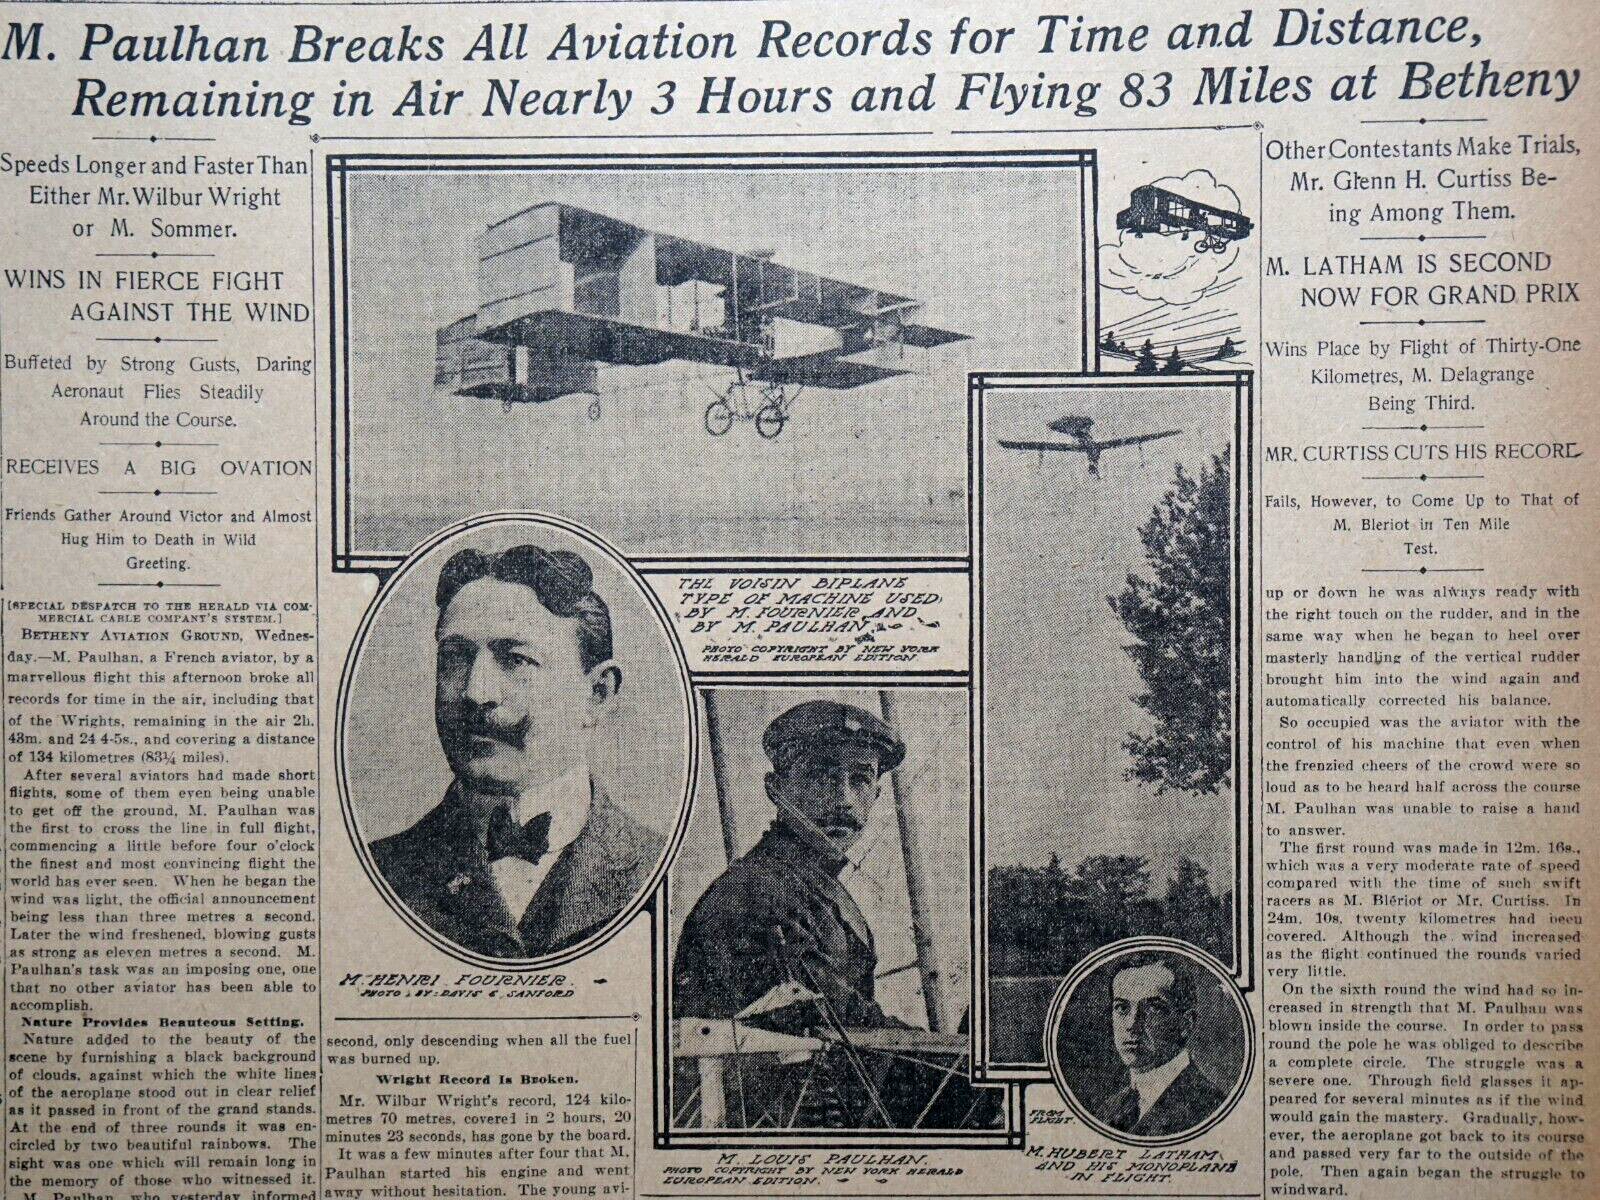 M. Paulhan Breaks All Aviation Records for Time and Distance,
Remaining in Air Nearly 3 Hours and Flying 83 Miles at Betheny
Speeds Longer and Faster Than
Either Mr. Wilbur Wright
or M. Sommer.
WINS IN FIERCE FIGHT
AGAINST THE WIND
Buffeted by Strong Gusts, Daring
Aeronaut Flies Steadily
Around the Course.
RECEIVES A BIG OVATION
Friends Gather Around Victor and Almost
Hug Him to Death in Wild
Greeting.
[SPECIAL DESPATCH TO THE HERALD VIA COM-
MERCIAL CABLE COMPANY'S SYSTEM.]
BETHENY AVIATION GROUND, Wednes-
day.—M. Paulhan, a French aviator, by a
marvellous flight this afternoon broke all
records for time in the air, including that
of the Wrights, remaining in the air 2h.
43m. and 24 4-5s., and covering a distance
of 134 kilometres (83¼ miles).
After several aviators had made short
flights, some of them even being unable
to get off the ground, M. Paulhan was
the first to cross the line in full flight,
commencing a little before four o'clock
the finest and most convincing flight the
world has ever seen. When he began the
wind was light, the official announcement
being less than three metres a second.
Later the wind freshened, blowing gusts
as strong as eleven metres a second. M.
Paulhan's task was an imposing one, one
that no other aviator has been able to
accomplish.
Nature Provides Beauteous Setting.
Nature added to the beauty of the
scene by furnishing a black background
of clouds, against which the white lines
of the aeroplane stood out in clear relief
as it passed in front of the grand stands.
At the end of three rounds it was en-
circled by two beautiful rainbows. The
sight was one which will remain long in
the memory of those who witnessed it.
M. Paulhan, who yesterday informed
THE VOISIN BIPLANE
TYPE OF MACHINE USED
BY M. FOURNIER AND
BY M. PAULHAN.
PHOTO COPYRIGHT BY NEW YORK
HERALD EUROPEAN EDITION.
M. HENRI FOURNIER.
PHOTO BY DAVIS & SANFORD
second, only descending when all the fuel
was burned up.
Wright Record Is Broken.
Mr. Wilbur Wright's record, 124 kilo-
metres 70 metres, covered in 2 hours, 20
minutes 23 seconds, has gone by the board.
It was a few minutes after four that M.
Paulhan started his engine and went
away without hesitation. The young avi-
M. LOUIS PAULHAN.
PHOTO COPYRIGHT BY NEW YORK HERALD
EUROPEAN EDITION.
FROM
FLIGHT.
M. HUBERT LATHAM
AND HIS MONOPLANE
IN FLIGHT.
Other Contestants Make Trials,
Mr. Glenn H. Curtiss Be-
ing Among Them.
M. LATHAM IS SECOND
NOW FOR GRAND PRIX
Wins Place by Flight of Thirty-One
Kilometres, M. Delagrange
Being Third.
MR. CURTISS CUTS HIS RECORD
Fails, However, to Come Up to That of
M. Bleriot in Ten Mile
Test.
up or down he was always ready with
the right touch on the rudder, and in the
same way when he began to heel over
masterly handling of the vertical rudder
brought him into the wind again and
automatically corrected his balance.
So occupied was the aviator with the
control of his machine that even when
the frenzied cheers of the crowd were so
loud as to be heard half across the course
M. Paulhan was unable to raise a hand
to answer.
The first round was made in 12m. 16s.,
which was a very moderate rate of speed
compared with the time of such swift
racers as M. Blériot or Mr. Curtiss. In
24m. 10s. twenty kilometres had been
covered. Although the wind increased
as the flight continued the rounds varied
very little.
On the sixth round the wind had so in-
creased in strength that M. Paulhan was
blown inside the course. In order to pass
round the pole he was obliged to describe
a complete circle. The struggle was a
severe one. Through field glasses it ap-
peared for several minutes as if the wind
would gain the mastery. Gradually, how-
ever, the aeroplane got back to its course
and passed very far to the outside of the
pole. Then again began the struggle to
windward.